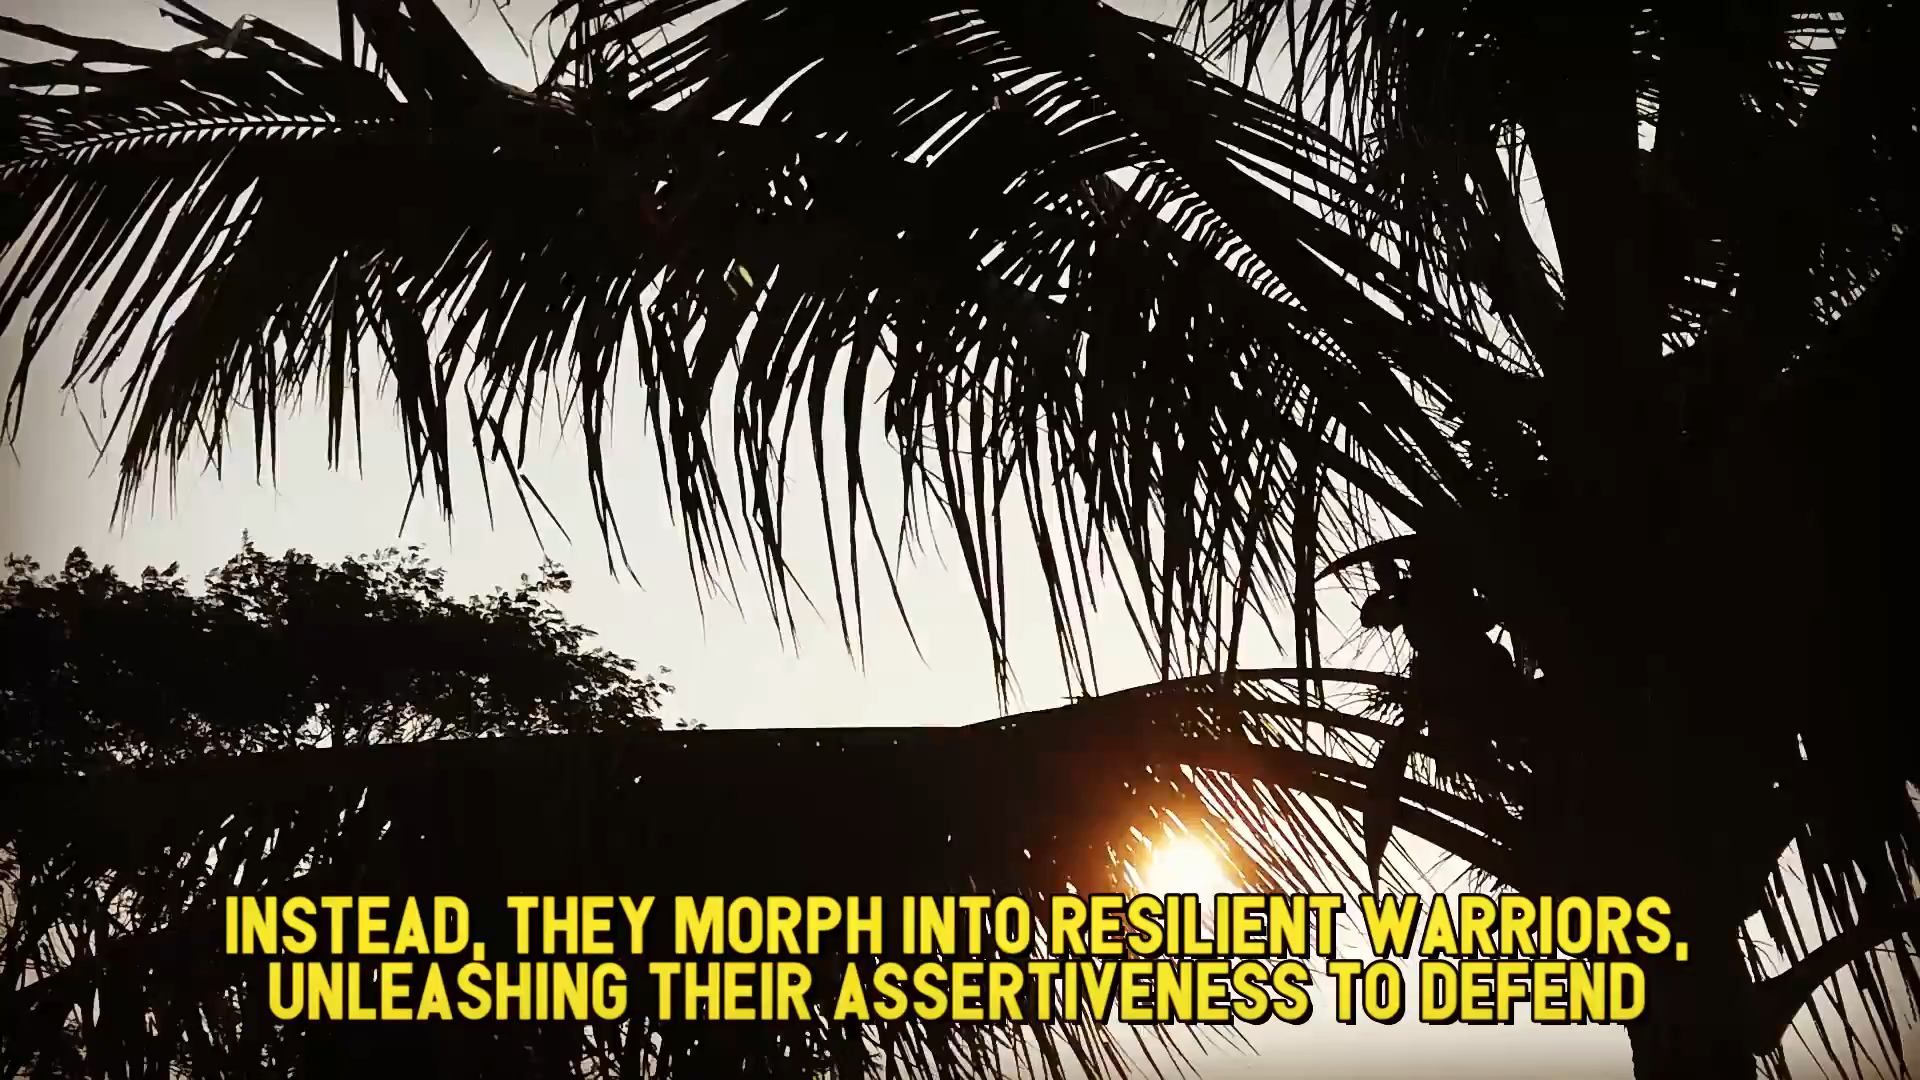 INSTEAD, THEY MORPH INTO RESILIENT WARRIORS,
UNLEASHING THEIR ASSERTIVENESS TO DEFEND